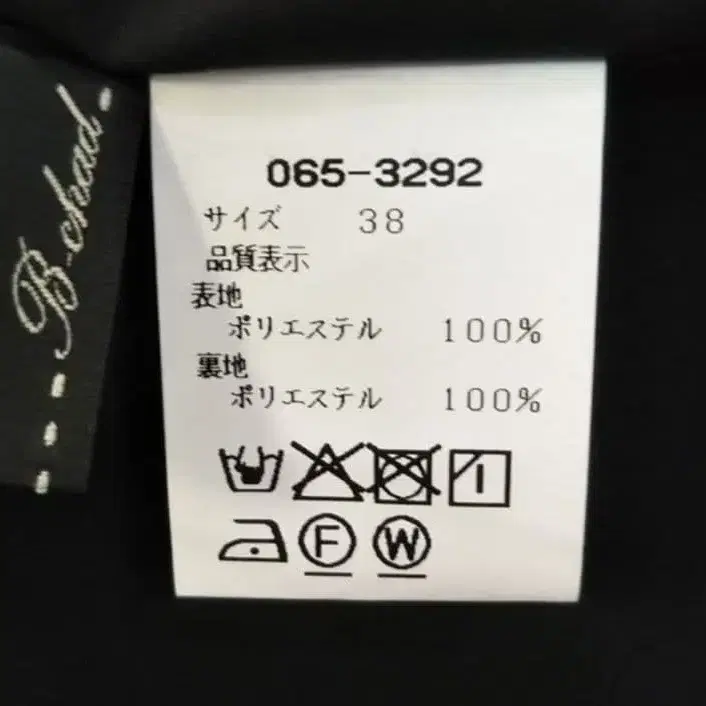 B-chad.
065-3292
サイズ 38
品質表示
表地
ポリエステル 100%
裏地
ポリエステル 100%
F W